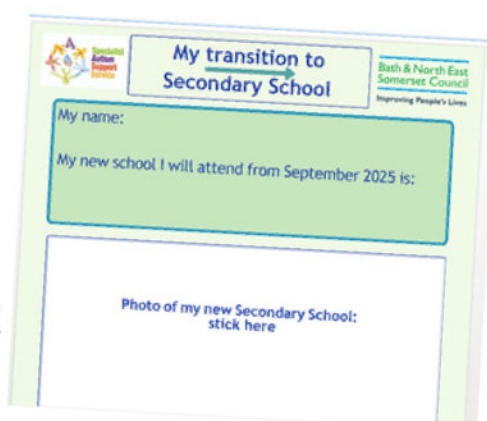 Specialist
Autism
Support
Service
My transition to
Secondary School
Bath & North East
Somerset Council
Improving People's Lives
My name:
My new school I will attend from September 2025 is:
Photo of my new Secondary School:
stick here